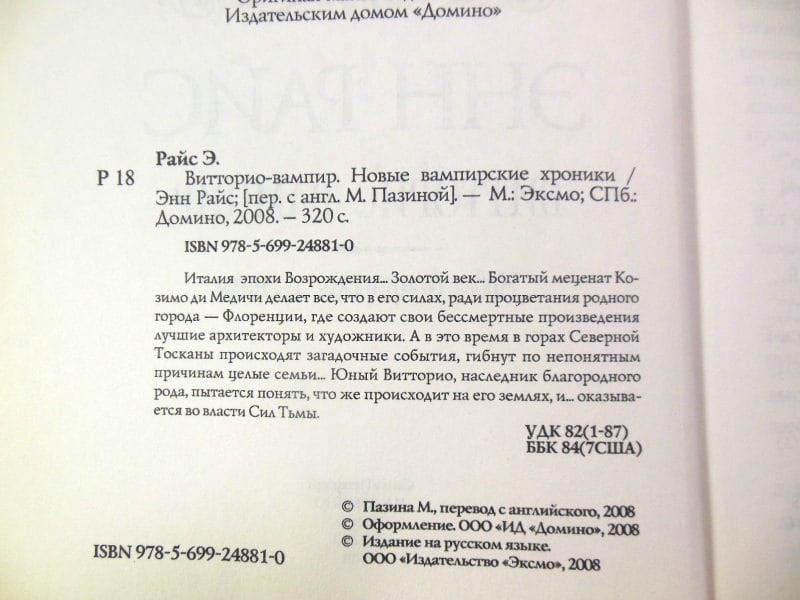 Издательским домом «Домино»
Райс Э.
Р 18 Витторио-вампир. Новые вампирские хроники /
Энн Райс; [пер. с англ. М. Пазиной]. — М.: Эксмо; СПб.:
Домино, 2008. – 320 с.
ISBN 978-5-699-24881-0
Италия эпохи Возрождения... Золотой век... Богатый меценат Ко-
зимо ди Медичи делает все, что в его силах, ради процветания родного
города — Флоренции, где создают свои бессмертные произведения
лучшие архитекторы и художники. А в это время в горах Северной
Тосканы происходят загадочные события, гибнут по непонятным
причинам целые семьи... Юный Витторио, наследник благородного
рода, пытается понять, что же происходит на его землях, и... оказыва-
ется во власти Сил Тьмы.
УДК 82(1-87)
ББК 84(7США)
© Пазина М., перевод с английского, 2008
© Оформление. ООО «ИД «Домино», 2008
© Издание на русском языке.
ООО «Издательство «Эксмо», 2008
ISBN 978-5-699-24881-0